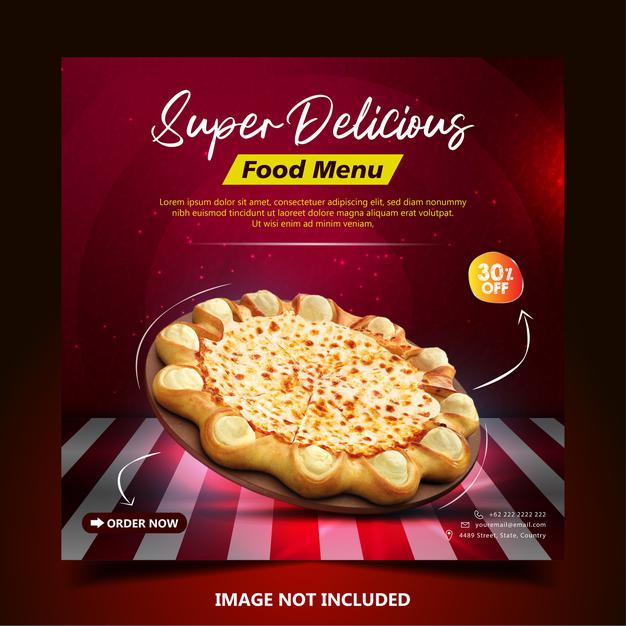 Super Delicious
Food Menu
Lorem ipsum dolor sit amet, consectetuer adipiscing elit, sed diam nonummy
nibh euismod tincidunt ut laoreet dolore magna aliquam erat volutpat.
Ut wisi enim ad minim veniam,
30%
OFF
ORDER NOW
+62 222 2222 222
youremail@email.com
4489 Street, State, Country
IMAGE NOT INCLUDED